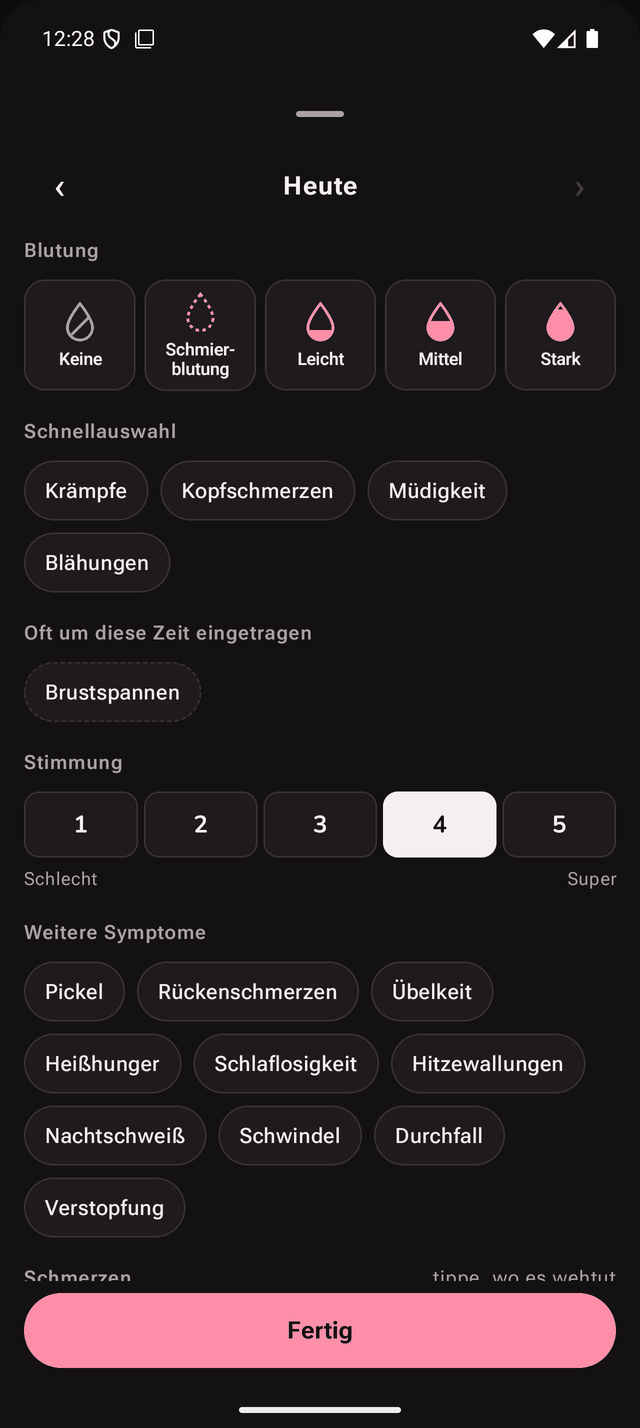 12:28
‹ Heute ›
Blutung
Keine
Schmier-
blutung
Leicht
Mittel
Stark
Schnellauswahl
Krämpfe Kopfschmerzen Müdigkeit
Blähungen
Oft um diese Zeit eingetragen
Brustspannen
Stimmung
1 2 3 4 5
Schlecht Super
Weitere Symptome
Pickel Rückenschmerzen Übelkeit
Heißhunger Schlaflosigkeit Hitzewallungen
Nachtschweiß Schwindel Durchfall
Verstopfung
Schmerzen tippe, wo es wehtut
Fertig